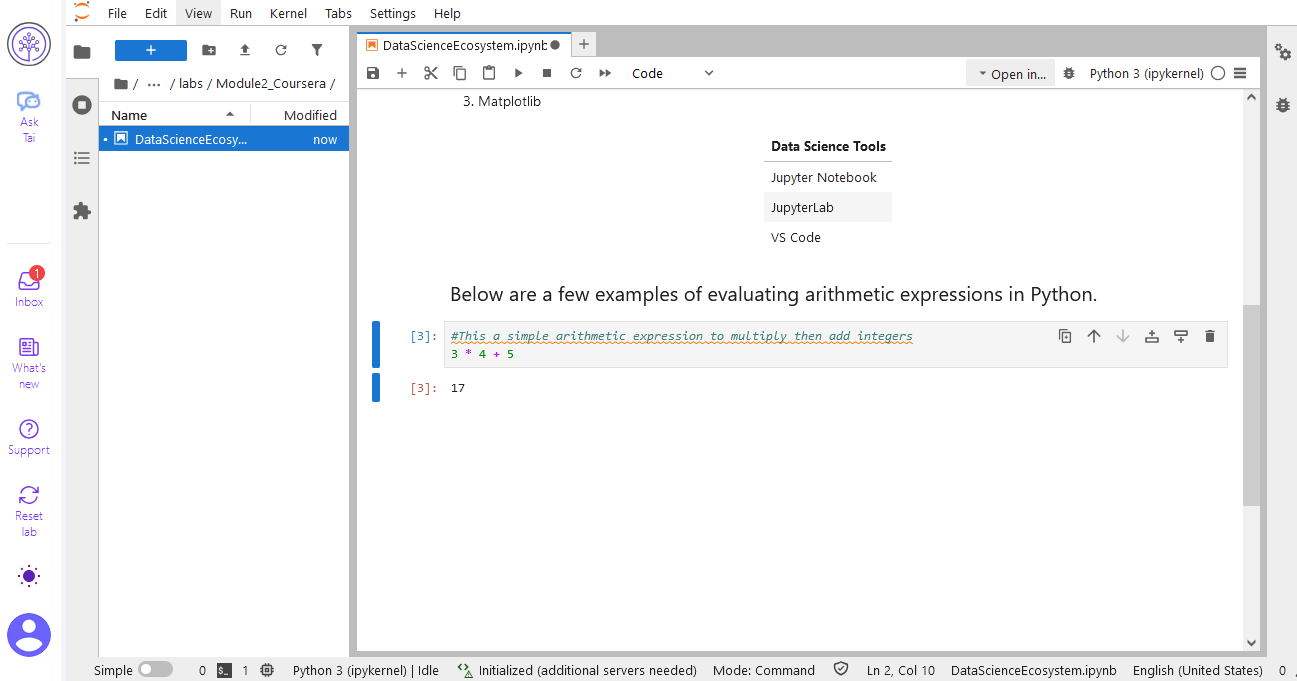 File Edit View Run Kernel Tabs Settings Help
Ask
Tai
Inbox
1
What's
new
Support
Reset
lab
+
/ ... / labs / Module2_Coursera /
Name Modified
DataScienceEcosy... now
DataScienceEcosystem.ipynb
Code
Open in...
Python 3 (ipykernel)
3. Matplotlib
Data Science Tools
Jupyter Notebook
JupyterLab
VS Code
Below are a few examples of evaluating arithmetic expressions in Python.
[3]: #This a simple arithmetic expression to multiply then add integers
3 * 4 + 5
[3]: 17
Simple 0 $_ 1 Python 3 (ipykernel) | Idle Initialized (additional servers needed) Mode: Command Ln 2, Col 10 DataScienceEcosystem.ipynb English (United States) 0